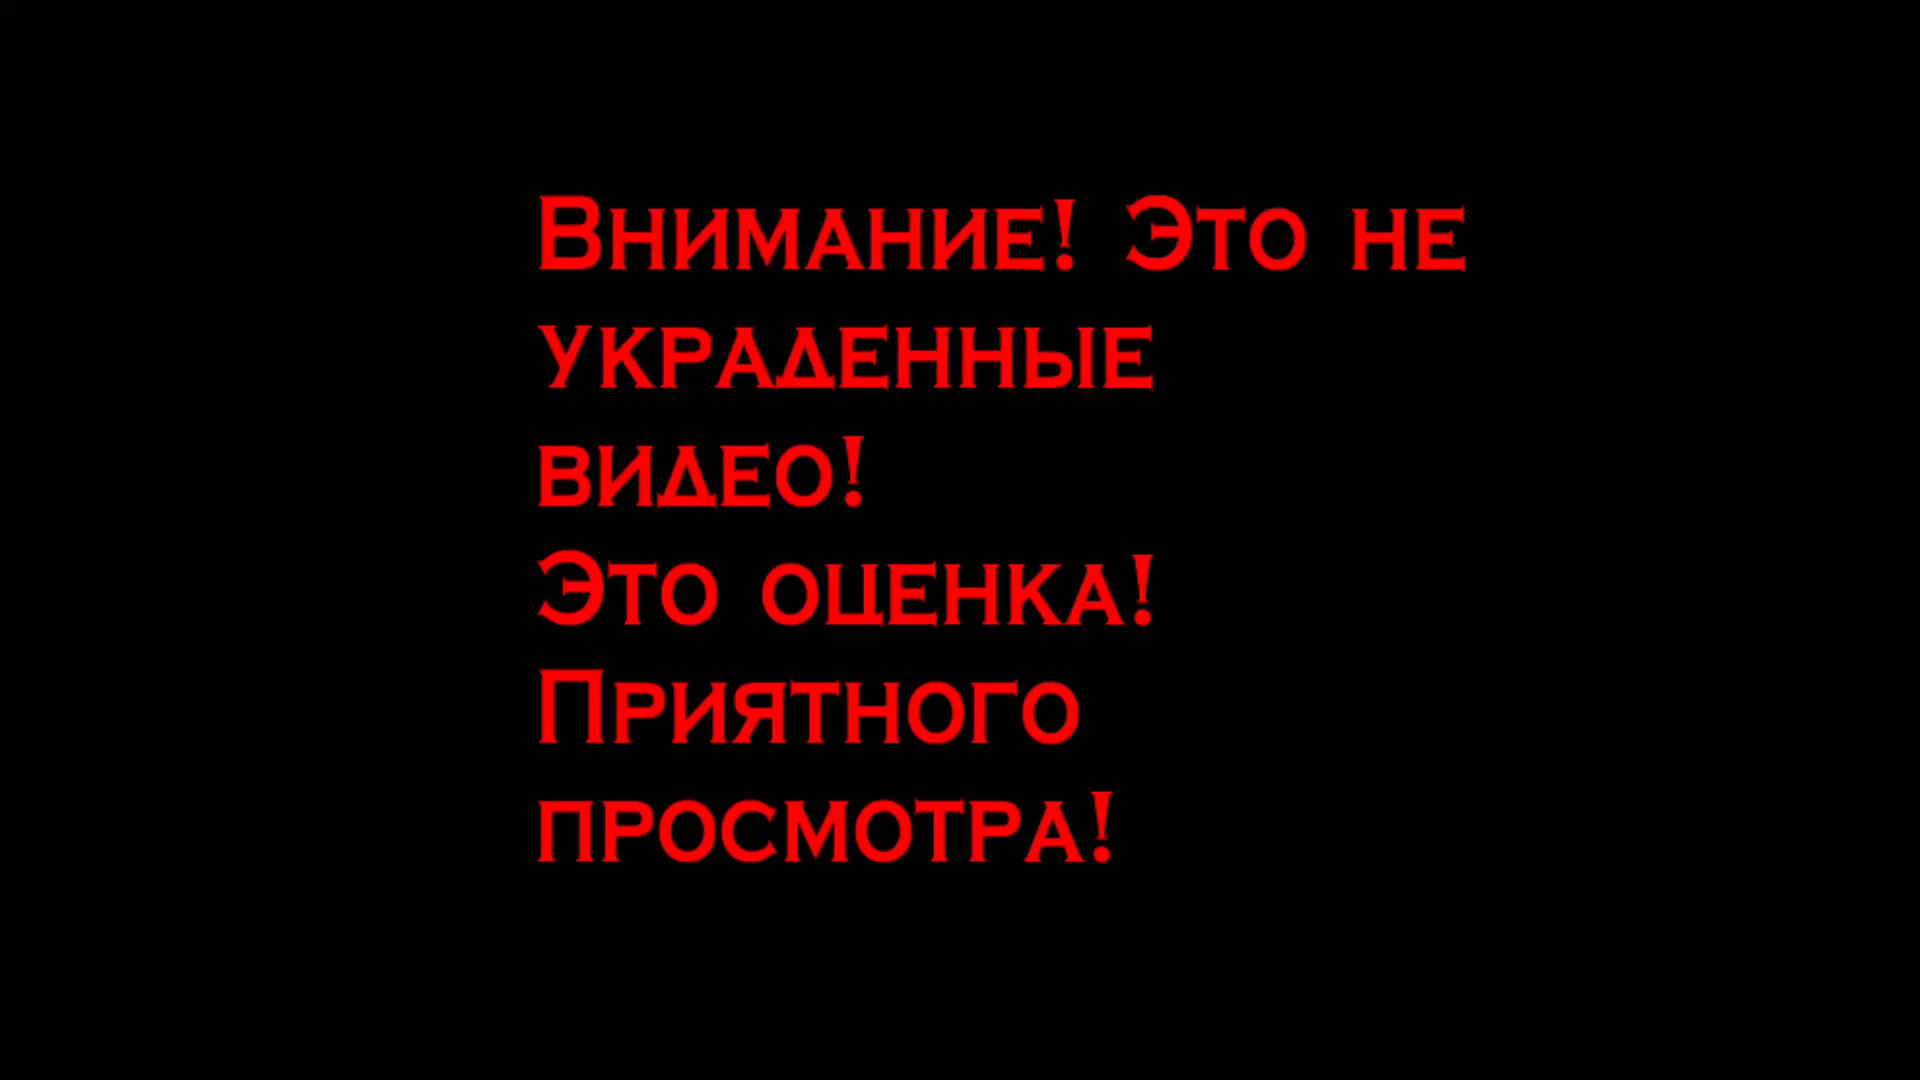 Внимание! Это не
украденные
видео!
Это оценка!
Приятного
просмотра!